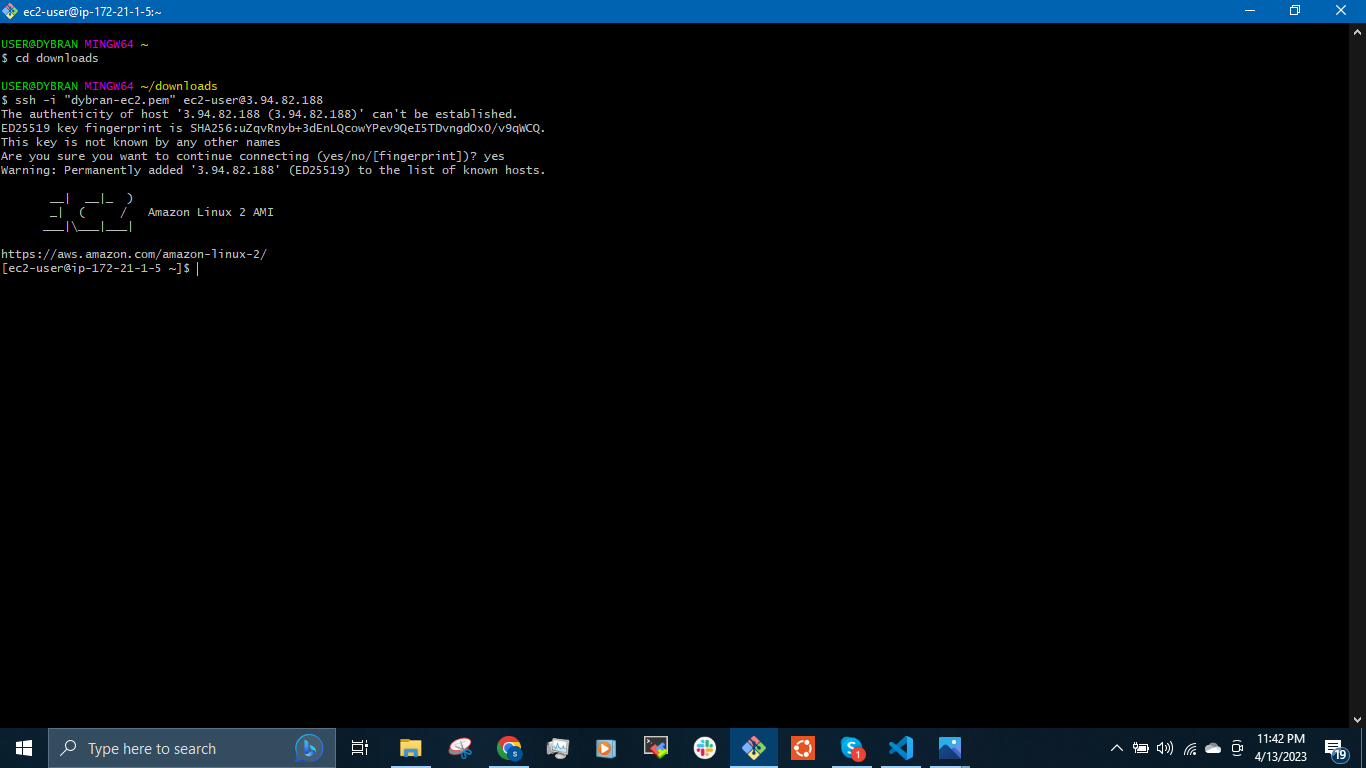 ec2-user@ip-172-21-1-5:~
USER@DYBRAN MINGW64 ~
$ cd downloads
USER@DYBRAN MINGW64 ~/downloads
$ ssh -i "dybran-ec2.pem" ec2-user@3.94.82.188
The authenticity of host '3.94.82.188 (3.94.82.188)' can't be established.
ED25519 key fingerprint is SHA256:uZqvRnyb+3dEnLQcowYPev9QeI5TDvngdOxO/v9qWCQ.
This key is not known by any other names
Are you sure you want to continue connecting (yes/no/[fingerprint])? yes
Warning: Permanently added '3.94.82.188' (ED25519) to the list of known hosts.
       __|  __|_  )
       _|  (     /   Amazon Linux 2 AMI
      ___|\___|___|
https://aws.amazon.com/amazon-linux-2/
[ec2-user@ip-172-21-1-5 ~]$
Type here to search
S
1
11:42 PM
4/13/2023
19